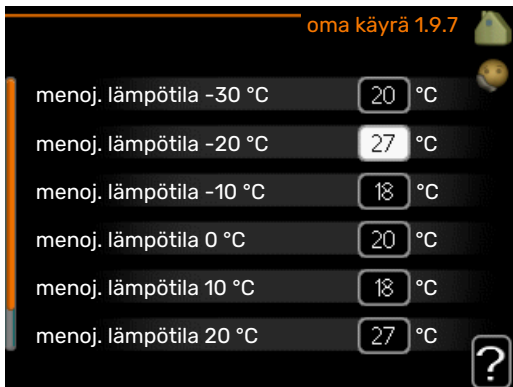 oma käyrä 1.9.7
menoj. lämpötila -30 °C 20 °C
menoj. lämpötila -20 °C 27 °C
menoj. lämpötila -10 °C 18 °C
menoj. lämpötila 0 °C 20 °C
menoj. lämpötila 10 °C 18 °C
menoj. lämpötila 20 °C 27 °C
?